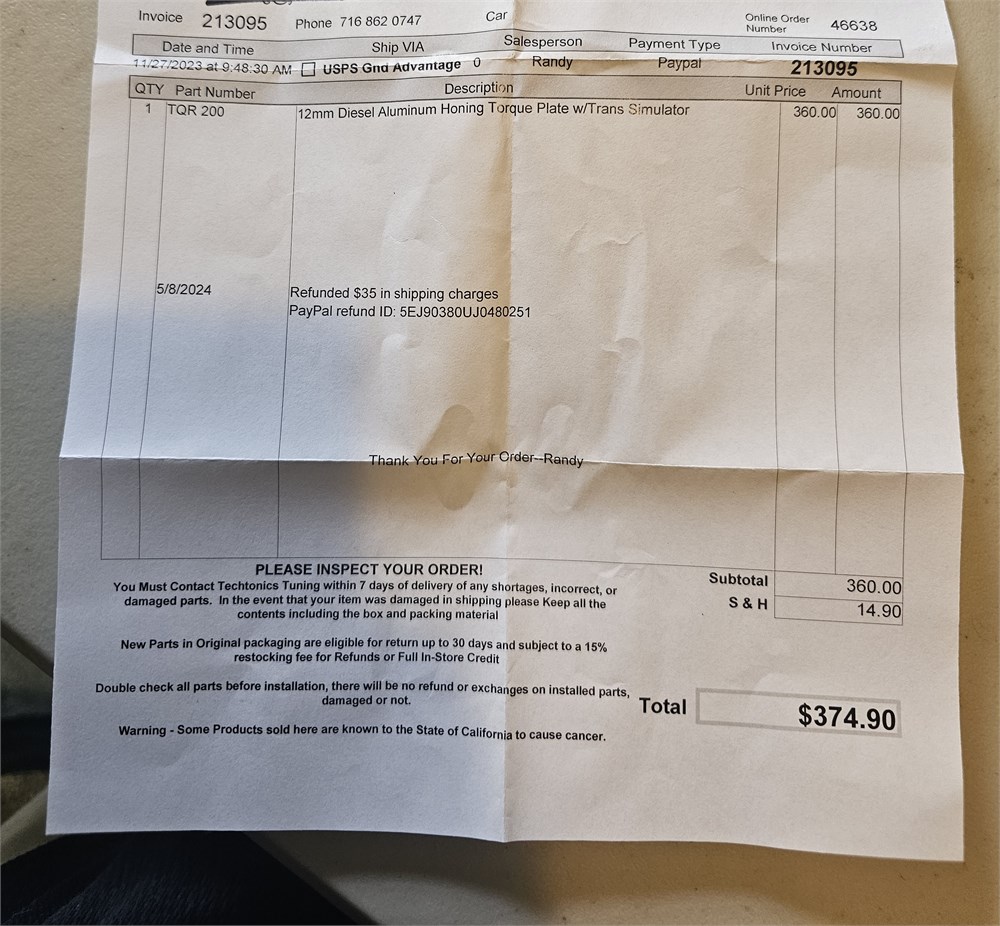 Invoice 213095 Phone 716 862 0747 Car Online Order Number 46638
Date and Time Ship VIA Salesperson Payment Type Invoice Number
11/27/2023 at 9:48:30 AM USPS Gnd Advantage 0 Randy Paypal 213095
QTY Part Number Description Unit Price Amount
1 TQR 200 12mm Diesel Aluminum Honing Torque Plate w/Trans Simulator 360.00 360.00
5/8/2024 Refunded $35 in shipping charges
PayPal refund ID: 5EJ90380UJ0480251
Thank You For Your Order--Randy
PLEASE INSPECT YOUR ORDER!
You Must Contact Techtonics Tuning within 7 days of delivery of any shortages, incorrect, or
damaged parts. In the event that your item was damaged in shipping please Keep all the
contents including the box and packing material
Subtotal 360.00
S & H 14.90
New Parts in Original packaging are eligible for return up to 30 days and subject to a 15%
restocking fee for Refunds or Full In-Store Credit
Double check all parts before installation, there will be no refund or exchanges on installed parts,
damaged or not.
Total $374.90
Warning - Some Products sold here are known to the State of California to cause cancer.